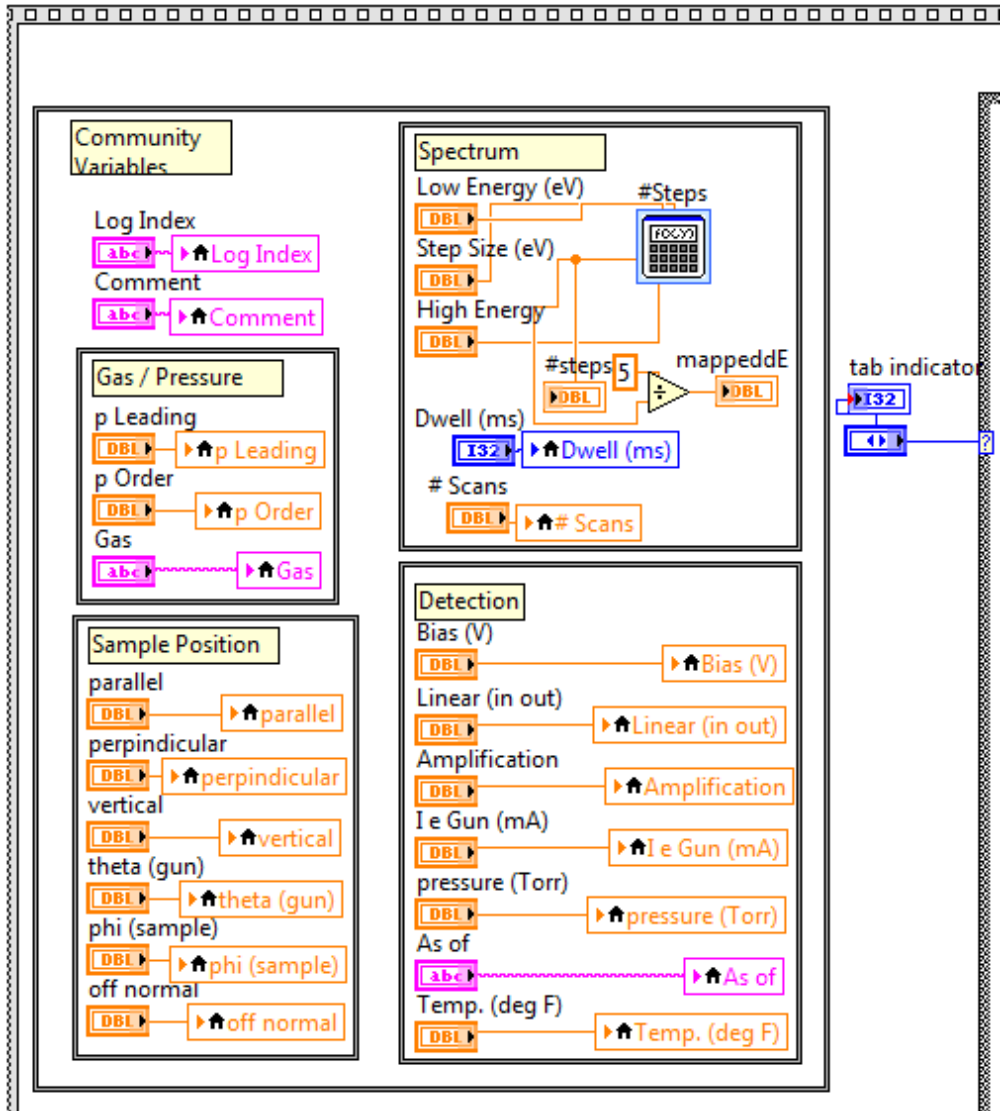 Community
Variables
Log Index
abc
Log Index
Comment
abc
Comment
Gas / Pressure
p Leading
DBL
p Leading
p Order
DBL
p Order
Gas
abc
Gas
Sample Position
parallel
DBL
parallel
perpindicular
DBL
perpindicular
vertical
DBL
vertical
theta (gun)
DBL
theta (gun)
phi (sample)
DBL
phi (sample)
off normal
DBL
off normal
Spectrum
Low Energy (eV)
DBL
#Steps
f(x,y)
Step Size (eV)
DBL
High Energy
DBL
#steps
DBL
5
÷
mappeddE
DBL
Dwell (ms)
I32
Dwell (ms)
# Scans
DBL
# Scans
Detection
Bias (V)
DBL
Bias (V)
Linear (in out)
DBL
Linear (in out)
Amplification
DBL
Amplification
I e Gun (mA)
DBL
I e Gun (mA)
pressure (Torr)
DBL
pressure (Torr)
As of
abc
As of
Temp. (deg F)
DBL
Temp. (deg F)
tab indicator
I32
?